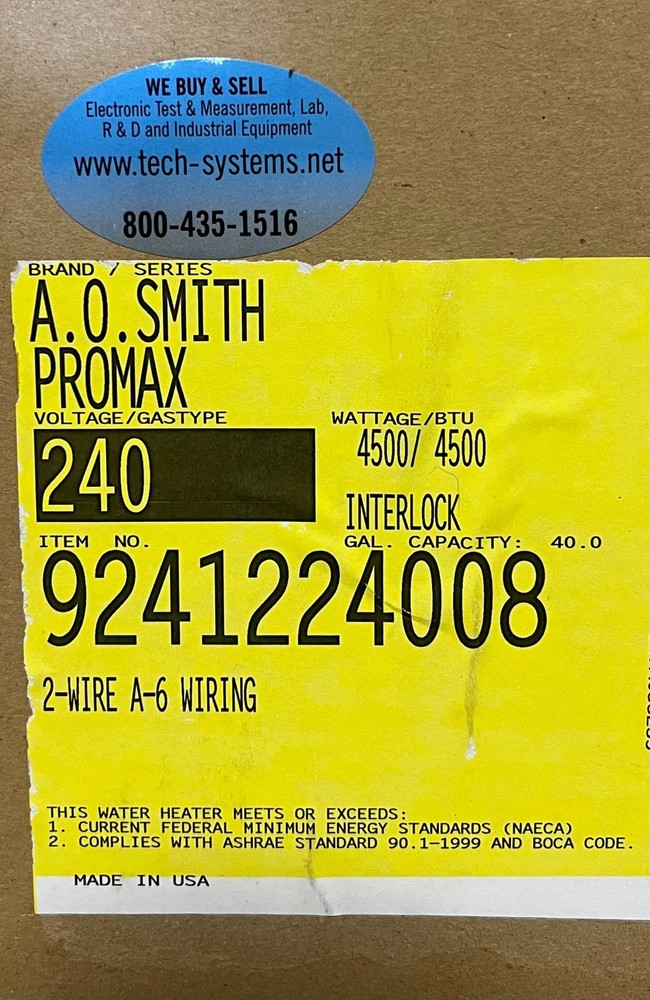 WE BUY & SELL
Electronic Test & Measurement, Lab,
R & D and Industrial Equipment
www.tech-systems.net
800-435-1516
BRAND / SERIES
A.O.SMITH
PROMAX
VOLTAGE/GASTYPE
WATTAGE/BTU
240
4500/ 4500
INTERLOCK
ITEM NO.
GAL. CAPACITY: 40.0
9241224008
2-WIRE A-6 WIRING
THIS WATER HEATER MEETS OR EXCEEDS:
1. CURRENT FEDERAL MINIMUM ENERGY STANDARDS (NAECA)
2. COMPLIES WITH ASHRAE STANDARD 90.1-1999 AND BOCA CODE.
MADE IN USA